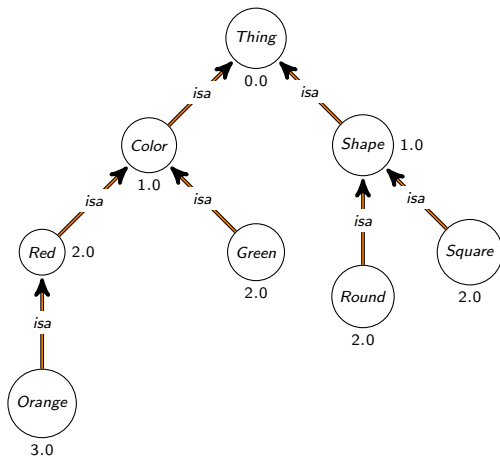 Thing
0.0
isa
isa
Color
1.0
Shape
1.0
isa
isa
isa
isa
Red
2.0
Green
2.0
Round
2.0
Square
2.0
isa
Orange
3.0